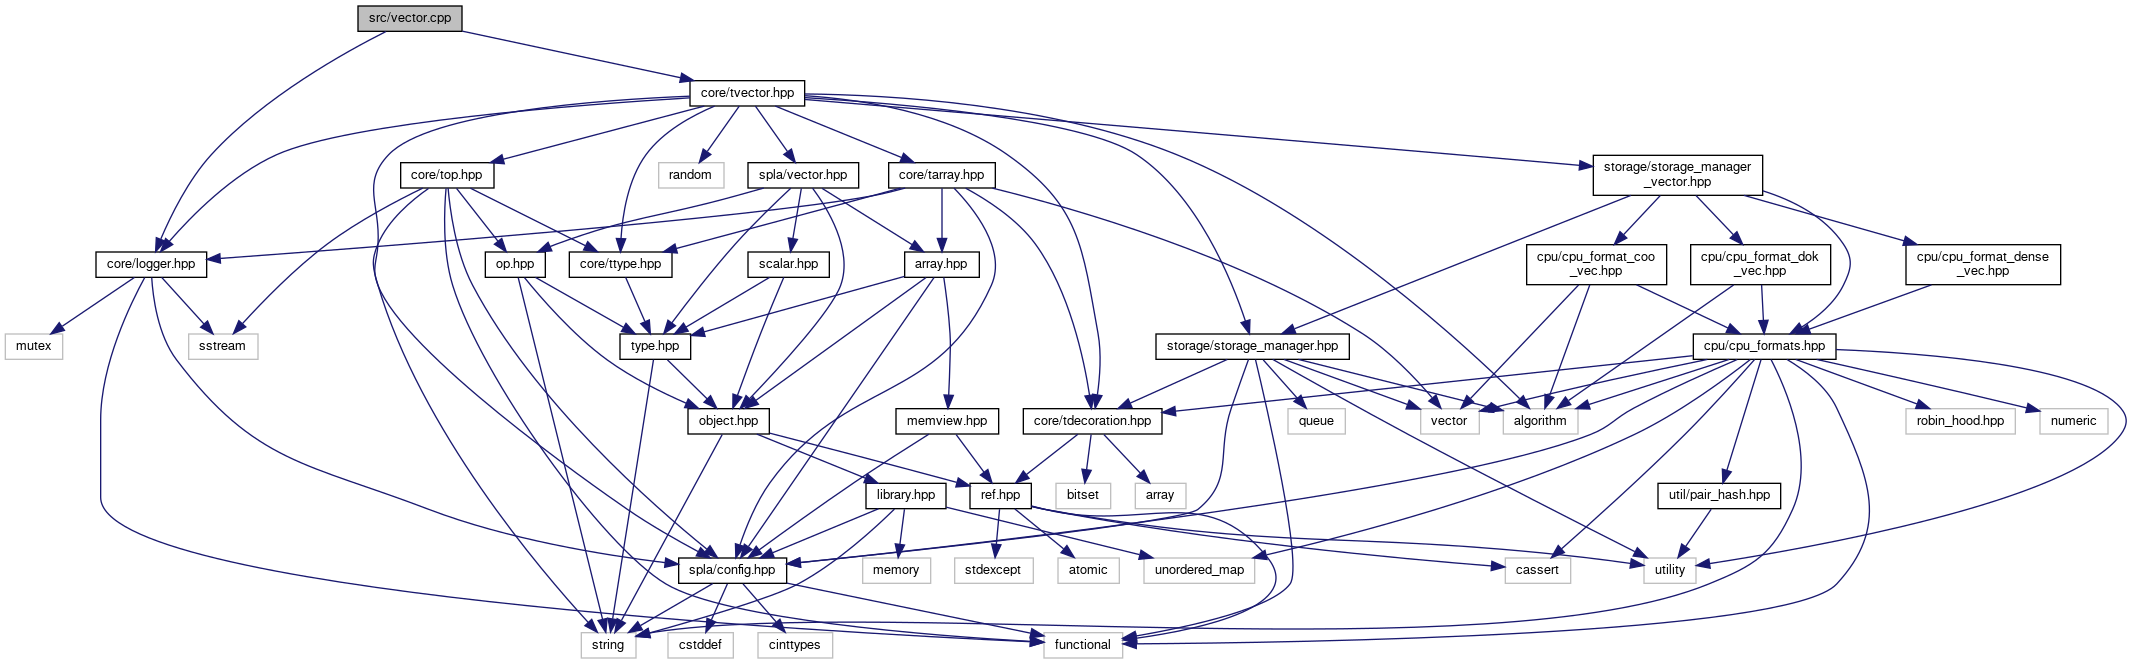 src/vector.cpp
core/tvector.hpp
core/top.hpp
random
spla/vector.hpp
core/tarray.hpp
storage/storage_manager
_vector.hpp
core/logger.hpp
op.hpp
core/ttype.hpp
scalar.hpp
array.hpp
cpu/cpu_format_coo
_vec.hpp
cpu/cpu_format_dok
_vec.hpp
cpu/cpu_format_dense
_vec.hpp
mutex
sstream
type.hpp
storage/storage_manager.hpp
cpu/cpu_formats.hpp
object.hpp
memview.hpp
core/tdecoration.hpp
queue
vector
algorithm
robin_hood.hpp
numeric
library.hpp
ref.hpp
bitset
array
util/pair_hash.hpp
spla/config.hpp
memory
stdexcept
atomic
unordered_map
cassert
utility
string
cstddef
cinttypes
functional